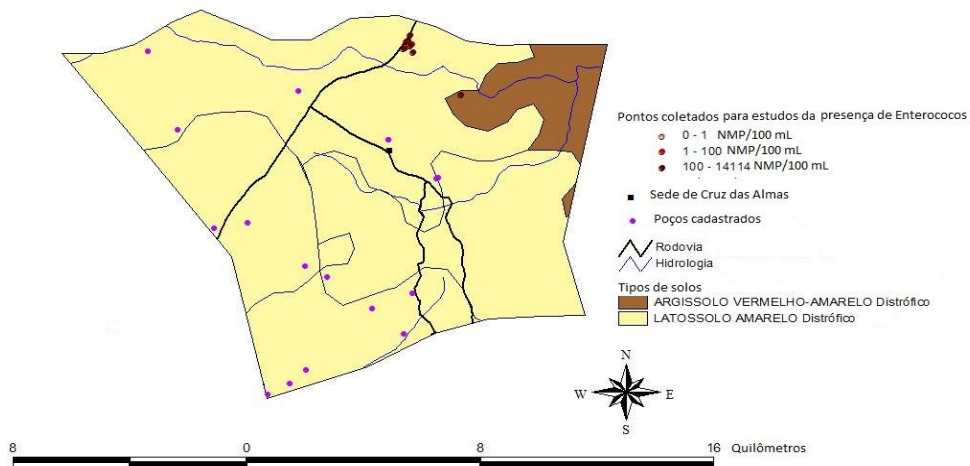 Pontos coletados para estudos da presença de Enterococos
0 - 1 NMP/100 mL
1 - 100 NMP/100 mL
100 - 14114 NMP/100 mL
Sede de Cruz das Almas
Poços cadastrados
Rodovia
Hidrologia
Tipos de solos
ARGISSOLO VERMELHO-AMARELO Distrófico
LATOSSOLO AMARELO Distrófico
N
W E
S
8 0 8 16 Quilômetros